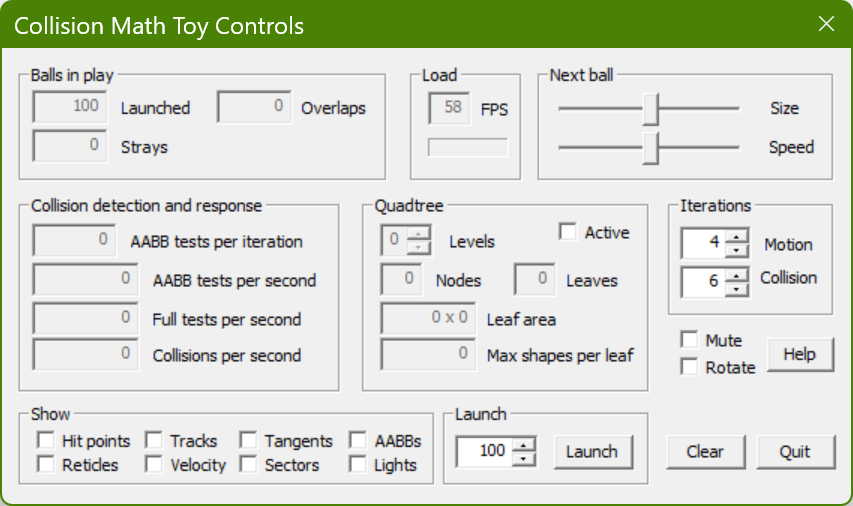 Collision Math Toy Controls
Balls in play
100 Launched 0 Overlaps
0 Strays
Load
58 FPS
Next ball
Size
Speed
Collision detection and response
0 AABB tests per iteration
0 AABB tests per second
0 Full tests per second
0 Collisions per second
Quadtree
0 Levels Active
0 Nodes 0 Leaves
0 x 0 Leaf area
0 Max shapes per leaf
Iterations
4 Motion
6 Collision
Mute
Rotate
Help
Show
Hit points Tracks Tangents AABBs
Reticles Velocity Sectors Lights
Launch
100 Launch
Clear Quit